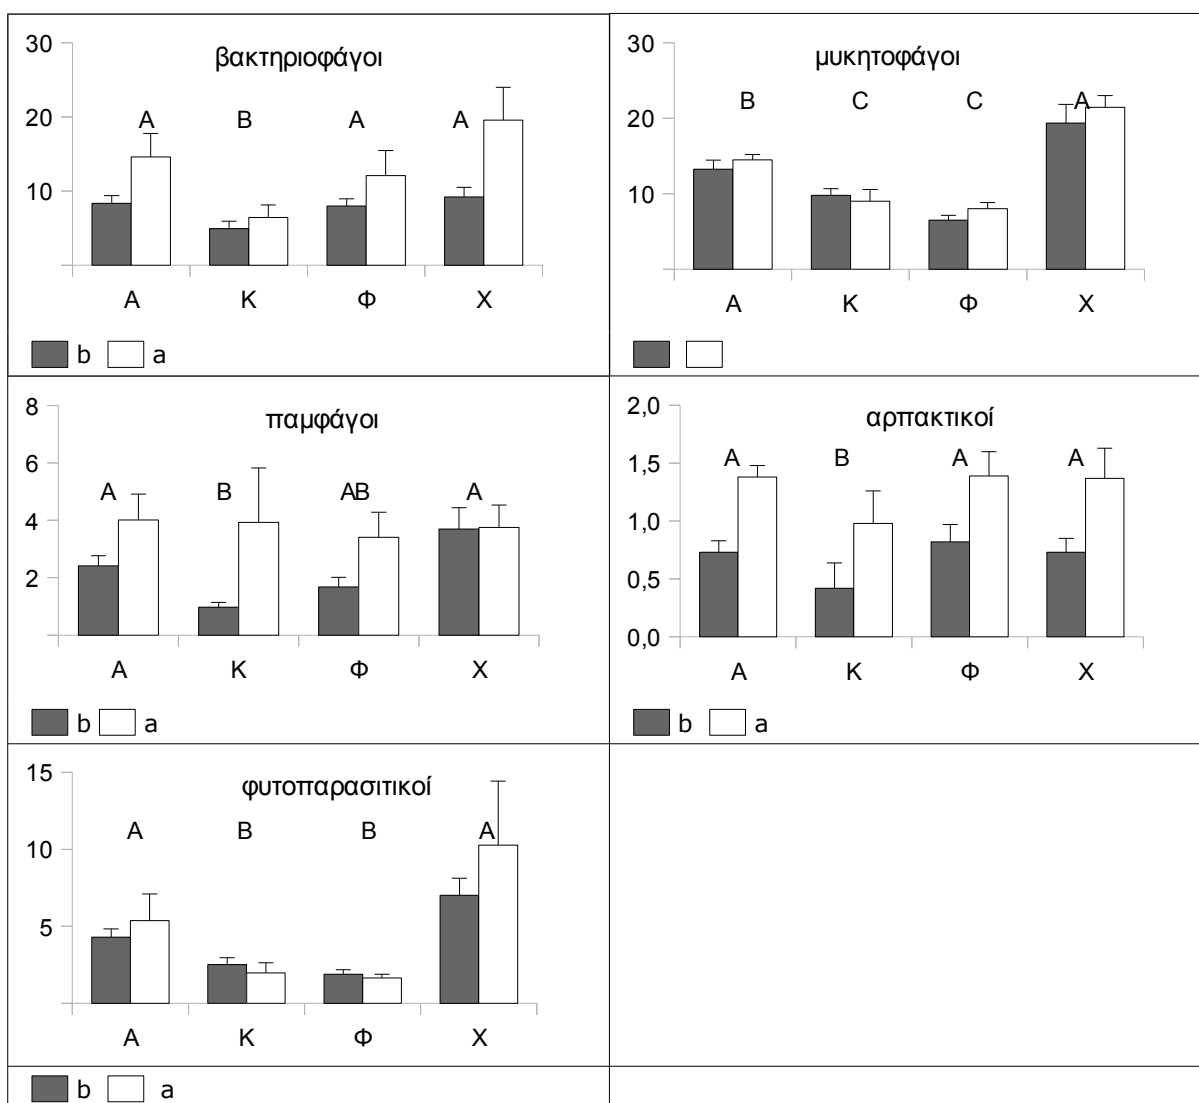 βακτηριοφάγοι
30
20
10
A B A A
Α Κ Φ Χ
b a
μυκητοφάγοι
30
20
10
B C C A
Α Κ Φ Χ
παμφάγοι
8
6
4
2
A B AB A
Α Κ Φ Χ
b a
αρπακτικοί
2,0
1,5
1,0
0,5
0,0
A B A A
Α Κ Φ Χ
b a
φυτοπαρασιτικοί
15
10
5
A B B A
Α Κ Φ Χ
b a